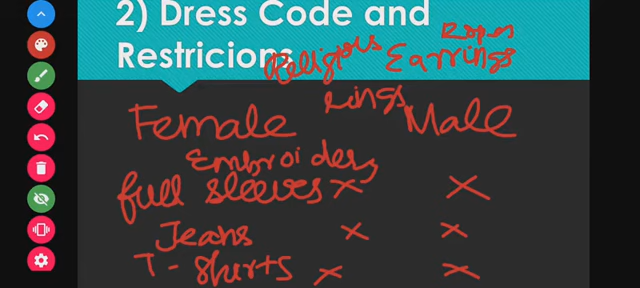 2) Dress Code and
Restricions
Ropes
Religious Earrings
Rings
Female Male
Embroidery
full sleeves × ×
Jeans × ×
T-shirts × ×